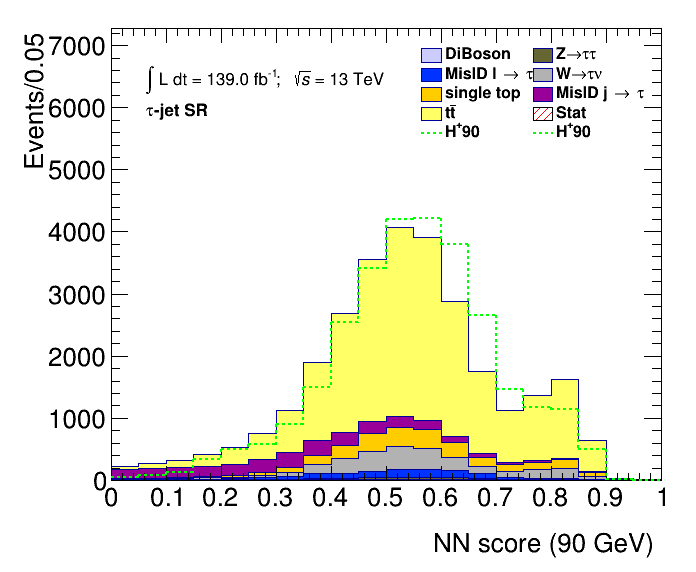 7000
6000
5000
4000
3000
2000
1000
0
Events/0.05
∫ L dt = 139.0 fb⁻¹; √s = 13 TeV
τ-jet SR
DiBoson
Z→ττ
MisID l → τ
W→τν
single top
MisID j → τ
tt̄
Stat
H⁺90
H⁺90
0 0.1 0.2 0.3 0.4 0.5 0.6 0.7 0.8 0.9 1
NN score (90 GeV)